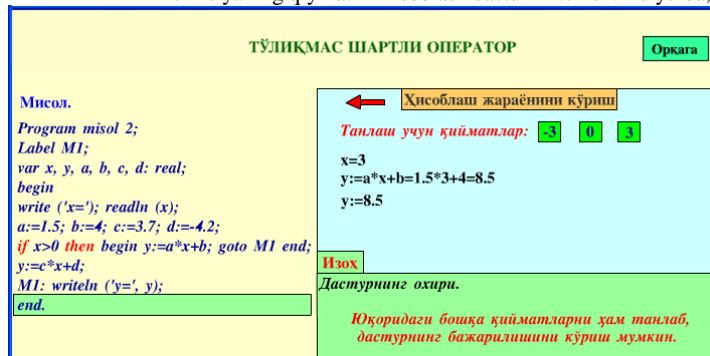 ТЎЛИҚМАС ШАРТЛИ ОПЕРАТОР
Орқага
Мисол.
Program misol 2;
Label M1;
var x, y, a, b, c, d: real;
begin
write ('x='); readln (x);
a:=1.5; b:=4; c:=3.7; d:=-4.2;
if x>0 then begin y:=a*x+b; goto M1 end;
y:=c*x+d;
M1: writeln ('y=', y);
end.
Ҳисоблаш жараёнини кўриш
Танлаш учун қийматлар: -3 0 3
x=3
y:=a*x+b=1.5*3+4=8.5
y:=8.5
Изоҳ
Дастурнинг охири.
Юқоридаги бошқа қийматларни ҳам танлаб,
дастурнинг бажарилишини кўриш мумкин.